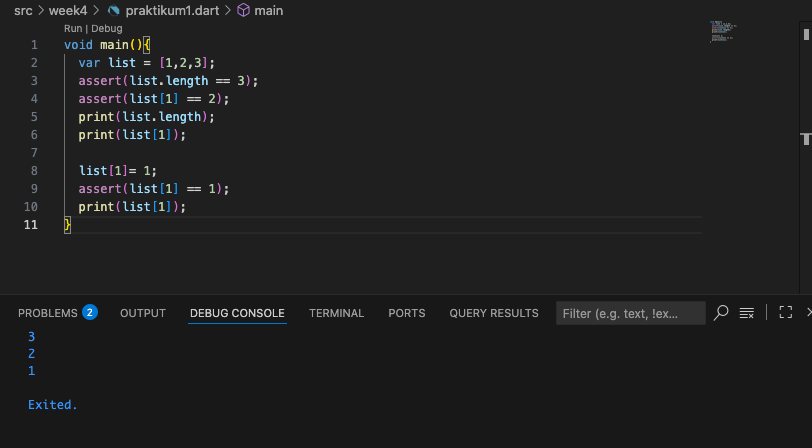 src > week4 > praktikum1.dart > main
Run | Debug
1 void main(){
2 var list = [1,2,3];
3 assert(list.length == 3);
4 assert(list[1] == 2);
5 print(list.length);
6 print(list[1]);
7
8 list[1]= 1;
9 assert(list[1] == 1);
10 print(list[1]);
11 }
PROBLEMS 2 OUTPUT DEBUG CONSOLE TERMINAL PORTS QUERY RESULTS Filter (e.g. text, !ex...
3
2
1
Exited.